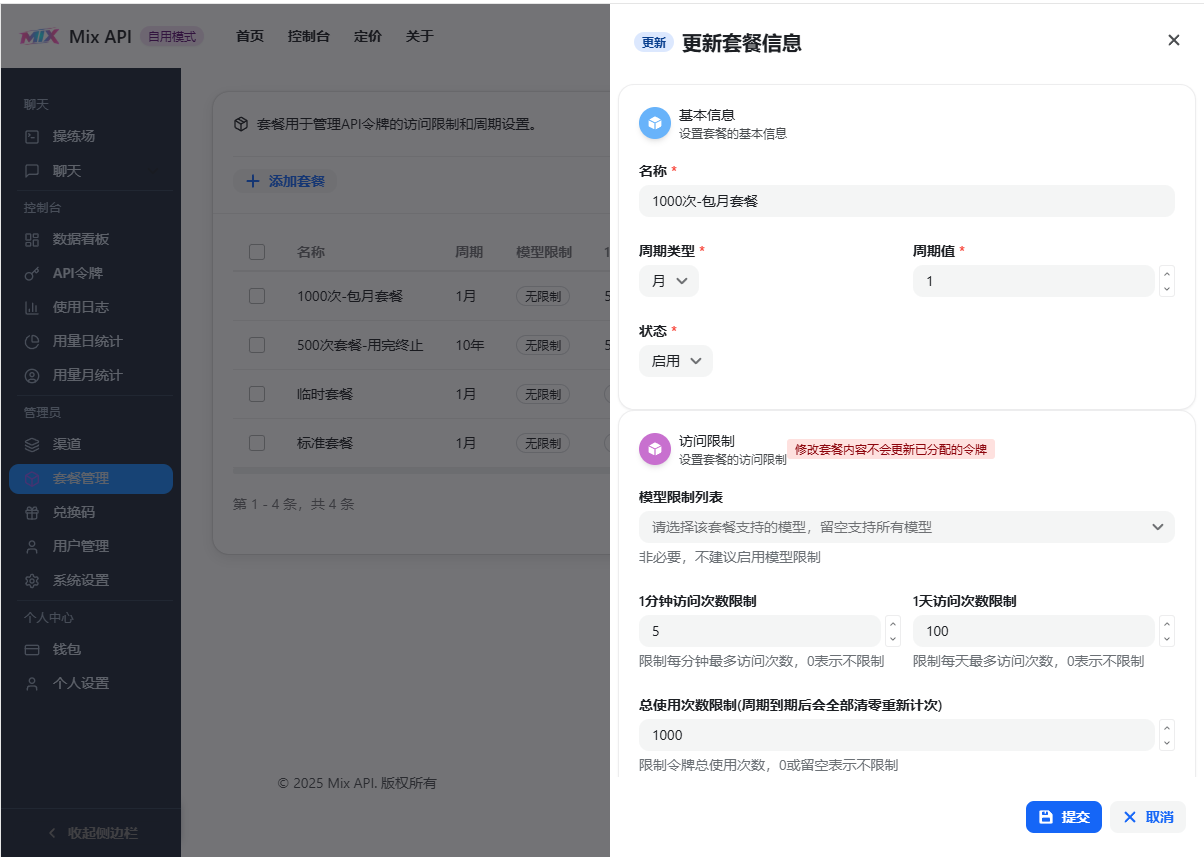 MIX Mix API 自用模式 首页 控制台 定价 关于
聊天
操练场
聊天
控制台
数据看板
API令牌
使用日志
用量日统计
用量月统计
管理员
渠道
套餐管理
兑换码
用户管理
系统设置
个人中心
钱包
个人设置
收起侧边栏
套餐用于管理API令牌的访问限制和周期设置。
添加套餐
名称 周期 模型限制 1
1000次-包月套餐 1月 无限制 5
500次套餐-用完终止 10年 无限制 5
临时套餐 1月 无限制
标准套餐 1月 无限制
第 1 - 4 条，共 4 条
© 2025 Mix API. 版权所有
更新 更新套餐信息
基本信息
设置套餐的基本信息
名称 *
1000次-包月套餐
周期类型 * 周期值 *
月 1
状态 *
启用
访问限制
设置套餐的访问限制 修改套餐内容不会更新已分配的令牌
模型限制列表
请选择该套餐支持的模型，留空支持所有模型
非必要，不建议启用模型限制
1分钟访问次数限制 1天访问次数限制
5 100
限制每分钟最多访问次数，0表示不限制 限制每天最多访问次数，0表示不限制
总使用次数限制(周期到期后会全部清零重新计次)
1000
限制令牌总使用次数，0或留空表示不限制
提交 取消